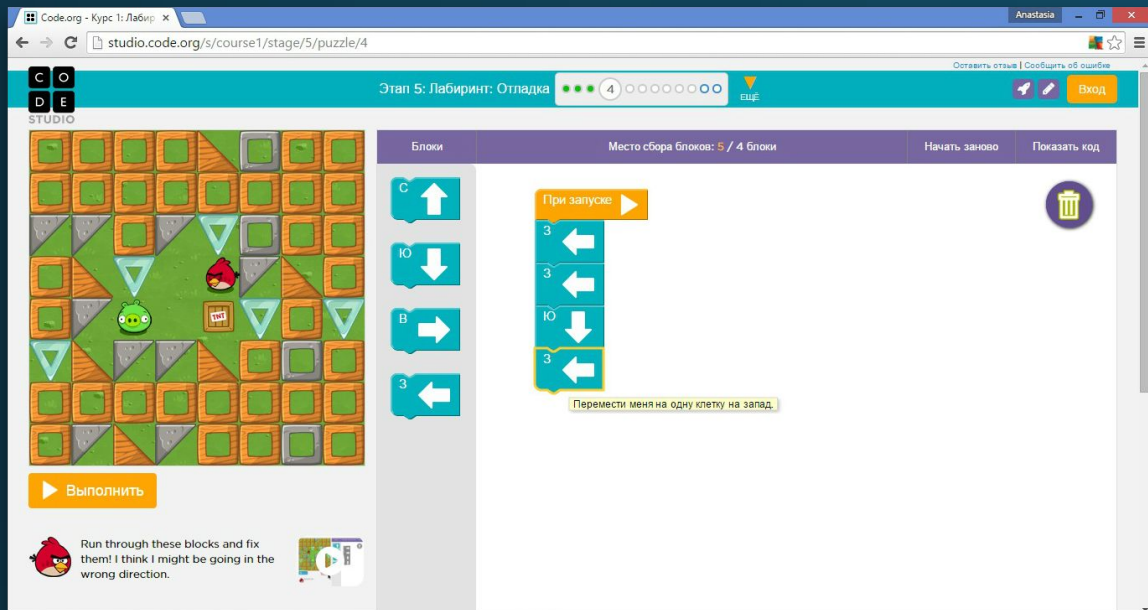 Code.org - Курс 1: Лабир
Anastasia
studio.code.org/s/course1/stage/5/puzzle/4
Оставить отзыв | Сообщить об ошибке
C O
D E
STUDIO
Этап 5: Лабиринт: Отладка
4
ЕЩЁ
Вход
Блоки
Место сбора блоков: 5 / 4 блоки
Начать заново
Показать код
С
Ю
В
З
При запуске
З
З
Ю
З
Перемести меня на одну клетку на запад.
TNT
Выполнить
Run through these blocks and fix
them! I think I might be going in the
wrong direction.